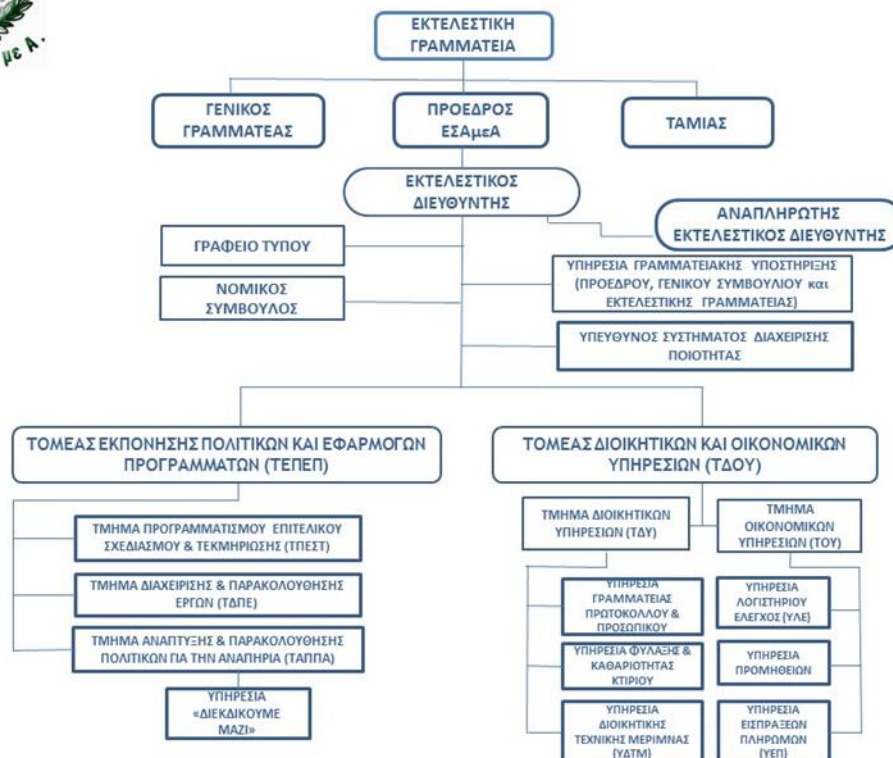 με Α.
ΕΚΤΕΛΕΣΤΙΚΗ
ΓΡΑΜΜΑΤΕΙΑ
ΓΕΝΙΚΟΣ
ΓΡΑΜΜΑΤΕΑΣ
ΠΡΟΕΔΡΟΣ
ΕΣΑμεΑ
ΤΑΜΙΑΣ
ΕΚΤΕΛΕΣΤΙΚΟΣ
ΔΙΕΥΘΥΝΤΗΣ
ΑΝΑΠΛΗΡΩΤΗΣ
ΕΚΤΕΛΕΣΤΙΚΟΣ ΔΙΕΥΘΥΝΤΗΣ
ΓΡΑΦΕΙΟ ΤΥΠΟΥ
ΥΠΗΡΕΣΙΑ ΓΡΑΜΜΑΤΕΙΑΚΗΣ ΥΠΟΣΤΗΡΙΞΗΣ
(ΠΡΟΕΔΡΟΥ, ΓΕΝΙΚΟΥ ΣΥΜΒΟΥΛΙΟΥ και
ΕΚΤΕΛΕΣΤΙΚΗΣ ΓΡΑΜΜΑΤΕΙΑΣ)
ΝΟΜΙΚΟΣ
ΣΥΜΒΟΥΛΟΣ
ΥΠΕΥΘΥΝΟΣ ΣΥΣΤΗΜΑΤΟΣ ΔΙΑΧΕΙΡΙΣΗΣ
ΠΟΙΟΤΗΤΑΣ
ΤΟΜΕΑΣ ΕΚΠΟΝΗΣΗΣ ΠΟΛΙΤΙΚΩΝ ΚΑΙ ΕΦΑΡΜΟΓΩΝ
ΠΡΟΓΡΑΜΜΑΤΩΝ (ΤΕΠΕΠ)
ΤΜΗΜΑ ΠΡΟΓΡΑΜΜΑΤΙΣΜΟΥ ΕΠΙΤΕΛΙΚΟΥ
ΣΧΕΔΙΑΣΜΟΥ & ΤΕΚΜΗΡΙΩΣΗΣ (ΤΠΕΣΤ)
ΤΜΗΜΑ ΔΙΑΧΕΙΡΙΣΗΣ & ΠΑΡΑΚΟΛΟΥΘΗΣΗΣ
ΕΡΓΩΝ (ΤΔΠΕ)
ΤΜΗΜΑ ΑΝΑΠΤΥΞΗΣ & ΠΑΡΑΚΟΛΟΥΘΗΣΗΣ
ΠΟΛΙΤΙΚΩΝ ΓΙΑ ΤΗΝ ΑΝΑΠΗΡΙΑ (ΤΑΠΠΑ)
ΥΠΗΡΕΣΙΑ
«ΔΙΕΚΔΙΚΟΥΜΕ
ΜΑΖΙ»
ΤΟΜΕΑΣ ΔΙΟΙΚΗΤΙΚΩΝ ΚΑΙ ΟΙΚΟΝΟΜΙΚΩΝ
ΥΠΗΡΕΣΙΩΝ (ΤΔΟΥ)
ΤΜΗΜΑ ΔΙΟΙΚΗΤΙΚΩΝ
ΥΠΗΡΕΣΙΩΝ (ΤΔΥ)
ΤΜΗΜΑ
ΟΙΚΟΝΟΜΙΚΩΝ
ΥΠΗΡΕΣΙΩΝ (ΤΟΥ)
ΥΠΗΡΕΣΙΑ
ΓΡΑΜΜΑΤΕΙΑΣ
ΠΡΩΤΟΚΟΛΛΟΥ &
ΠΡΟΣΩΠΙΚΟΥ
ΥΠΗΡΕΣΙΑ
ΛΟΓΙΣΤΗΡΙΟΥ
ΕΛΕΓΧΟΣ (ΥΛΕ)
ΥΠΗΡΕΣΙΑ ΦΥΛΑΞΗΣ &
ΚΑΘΑΡΙΟΤΗΤΑΣ
ΚΤΙΡΙΟΥ
ΥΠΗΡΕΣΙΑ
ΠΡΟΜΗΘΕΙΩΝ
ΥΠΗΡΕΣΙΑ
ΔΙΟΙΚΗΤΙΚΗΣ
ΤΕΧΝΙΚΗΣ ΜΕΡΙΜΝΑΣ
(ΥΔΤΜ)
ΥΠΗΡΕΣΙΑ
ΕΙΣΠΡΑΞΕΩΝ
ΠΛΗΡΩΜΩΝ
(ΥΕΠ)